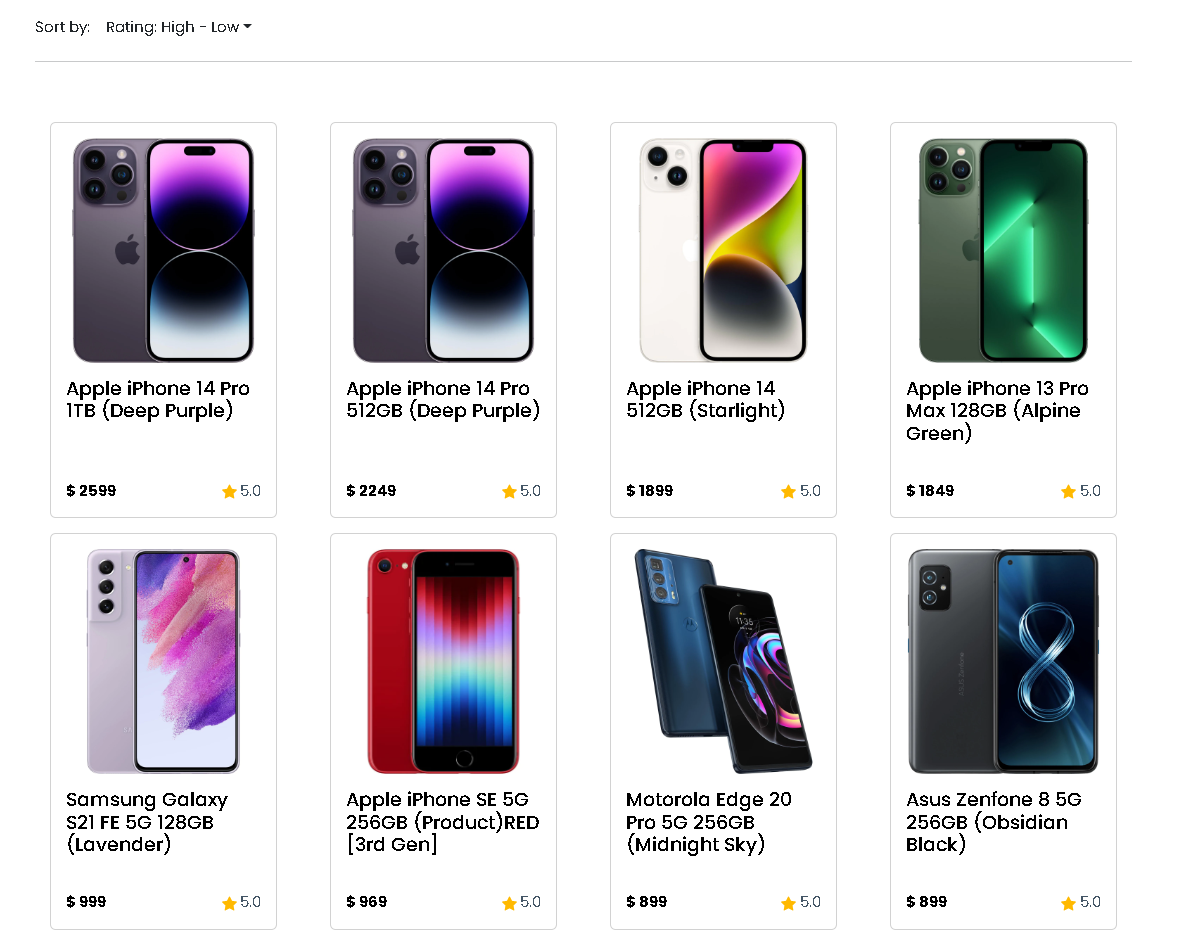 Sort by: Rating: High - Low
Apple iPhone 14 Pro
1TB (Deep Purple)
$ 2599 5.0
Apple iPhone 14 Pro
512GB (Deep Purple)
$ 2249 5.0
Apple iPhone 14
512GB (Starlight)
$ 1899 5.0
Apple iPhone 13 Pro
Max 128GB (Alpine
Green)
$ 1849 5.0
Samsung Galaxy
S21 FE 5G 128GB
(Lavender)
$ 999 5.0
Apple iPhone SE 5G
256GB (Product)RED
[3rd Gen]
$ 969 5.0
11:35
Motorola Edge 20
Pro 5G 256GB
(Midnight Sky)
$ 899 5.0
ASUS Zenfone
Asus Zenfone 8 5G
256GB (Obsidian
Black)
$ 899 5.0